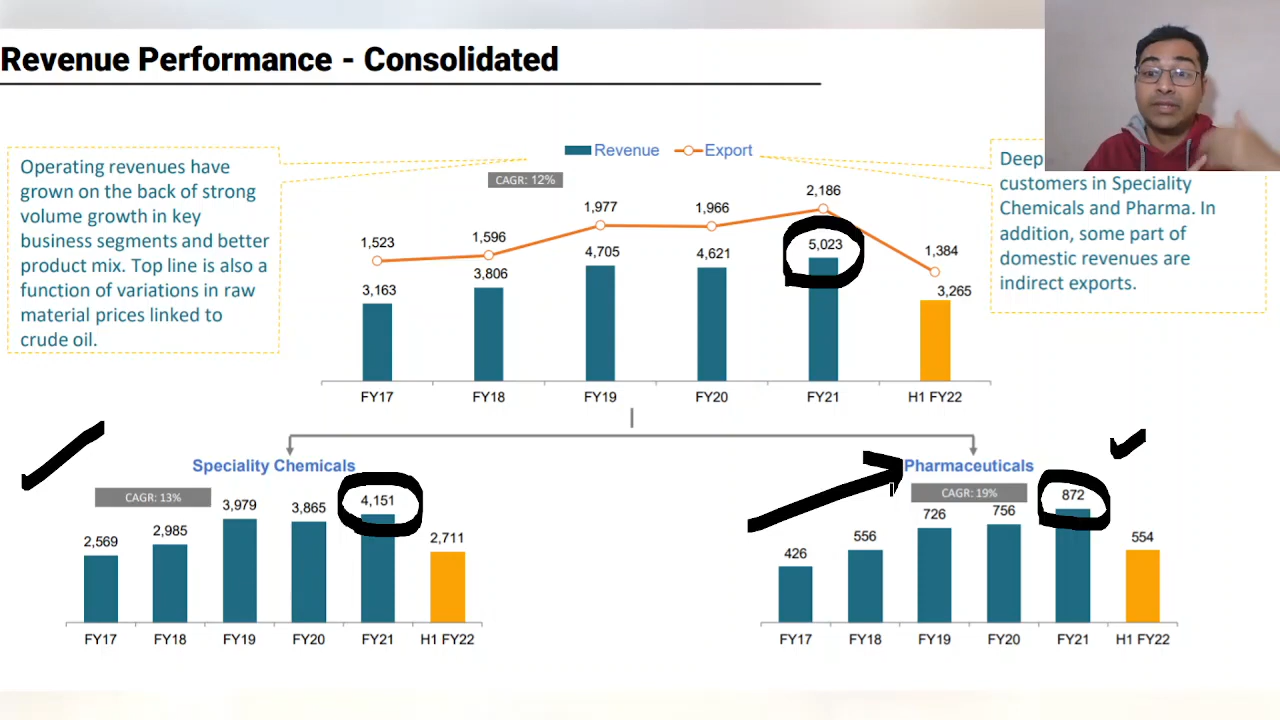 Revenue Performance - Consolidated
Operating revenues have
grown on the back of strong
volume growth in key
business segments and better
product mix. Top line is also a
function of variations in raw
material prices linked to
crude oil.
Revenue
Export
CAGR: 12%
1,523
1,596
1,977
1,966
2,186
1,384
3,163
3,806
4,705
4,621
5,023
3,265
FY17
FY18
FY19
FY20
FY21
H1 FY22
Deep
customers in Speciality
Chemicals and Pharma. In
addition, some part of
domestic revenues are
indirect exports.
Speciality Chemicals
CAGR: 13%
2,569
2,985
3,979
3,865
4,151
2,711
FY17
FY18
FY19
FY20
FY21
H1 FY22
Pharmaceuticals
CAGR: 19%
426
556
726
756
872
554
FY17
FY18
FY19
FY20
FY21
H1 FY22